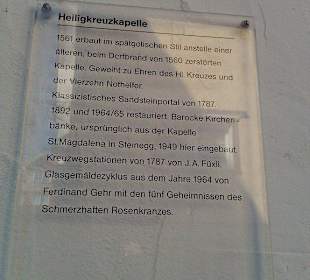 Heiligkreuzkapelle
1561 erbaut im spätgotischen Stil anstelle einer
älteren, beim Dorfbrand von 1560 zerstörten
Kapelle. Geweiht zu Ehren des Hl. Kreuzes und
der Vierzehn Nothelfer.
Klassizistisches Sandsteinportal von 1787.
1892 und 1964/65 restauriert. Barocke Kirchen-
bänke, ursprünglich aus der Kapelle
St. Magdalena in Steinegg, 1949 hier eingebaut.
Kreuzwegstationen von 1787 von J. A. Füxli.
Glasgemäldezyklus aus dem Jahre 1964 von
Ferdinand Gehr mit den fünf Geheimnissen des
Schmerzhaften Rosenkranzes.